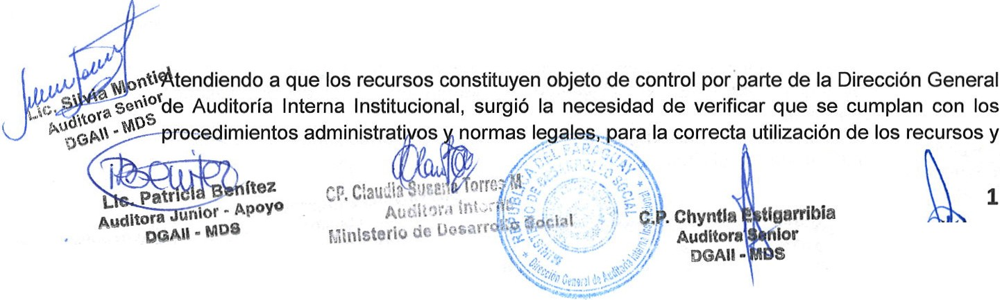 Atendiendo a que los recursos constituyen objeto de control por parte de la Dirección General
de Auditoría Interna Institucional, surgió la necesidad de verificar que se cumplan con los
procedimientos administrativos y normas legales, para la correcta utilización de los recursos y
Lic. Silvia Montiel
Auditora Senior
DGAII - MDS
Lic. Patricia Benítez
Auditora Junior - Apoyo
DGAII - MDS
CP. Claudia Susana Torres M
Auditora Interna
Ministerio de Desarrollo Social
REPÚBLICA DEL PARAGUAY
MINISTERIO DE DESARROLLO SOCIAL
Dirección General de Auditoría Interna
C.P. Chyntia Estigarribia
Auditora Senior
DGAII - MDS
1